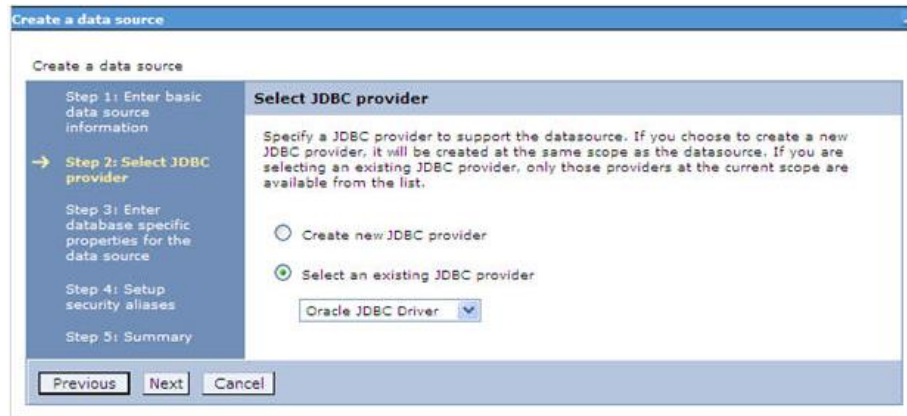 Create a data source
Create a data source
Step 1: Enter basic
data source
information
Step 2: Select JDBC
provider
Step 3: Enter
database specific
properties for the
data source
Step 4: Setup
security aliases
Step 5: Summary
Select JDBC provider
Specify a JDBC provider to support the datasource. If you choose to create a new
JDBC provider, it will be created at the same scope as the datasource. If you are
selecting an existing JDBC provider, only those providers at the current scope are
available from the list.
Create new JDBC provider
Select an existing JDBC provider
Oracle JDBC Driver
Previous Next Cancel